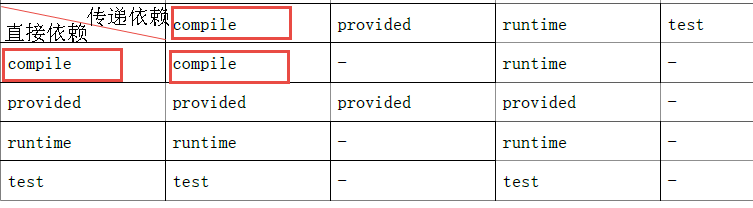 传递依赖
直接依赖
compile provided runtime test
compile compile - runtime -
provided provided provided provided -
runtime runtime - runtime -
test test - test -